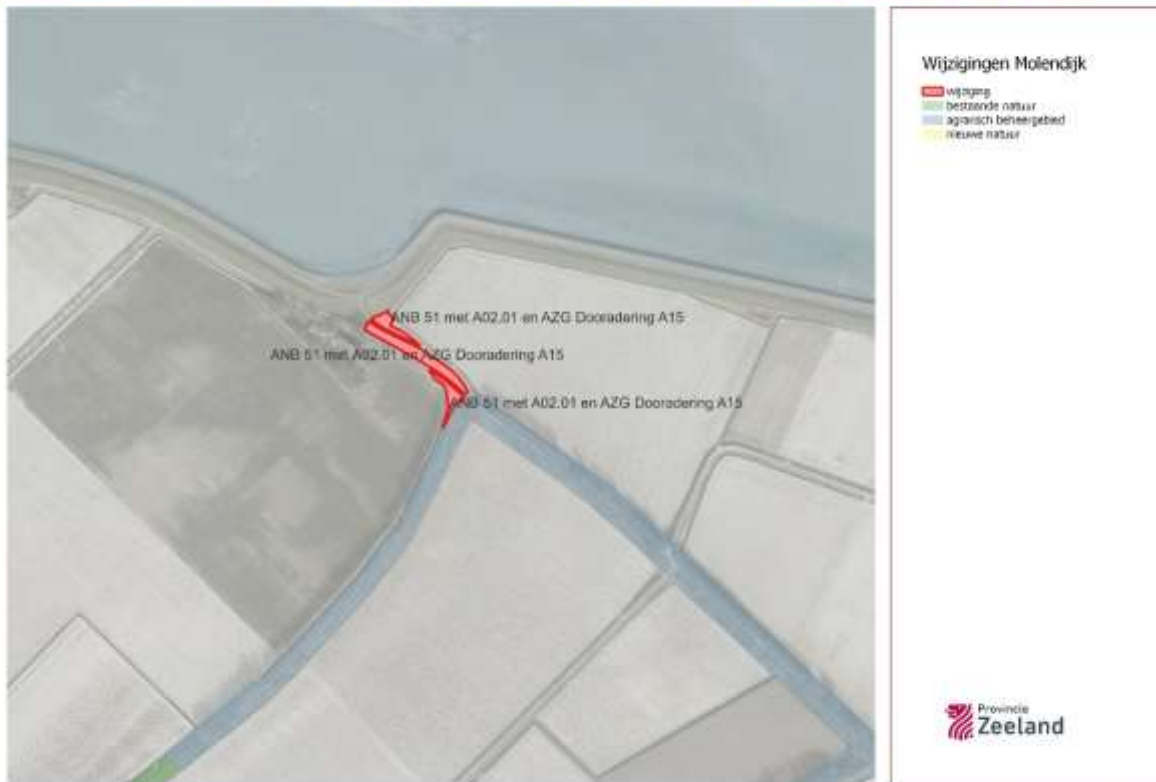 Wijzigingen Molendijk
wijziging
bestaande natuur
agrarisch beheergebied
nieuwe natuur
ANB 51 met A02.01 en AZG Dooradering A15
ANB 51 met A02.01 en AZG Dooradering A15
ANB 51 met A02.01 en AZG Dooradering A15
Provincie
Zeeland